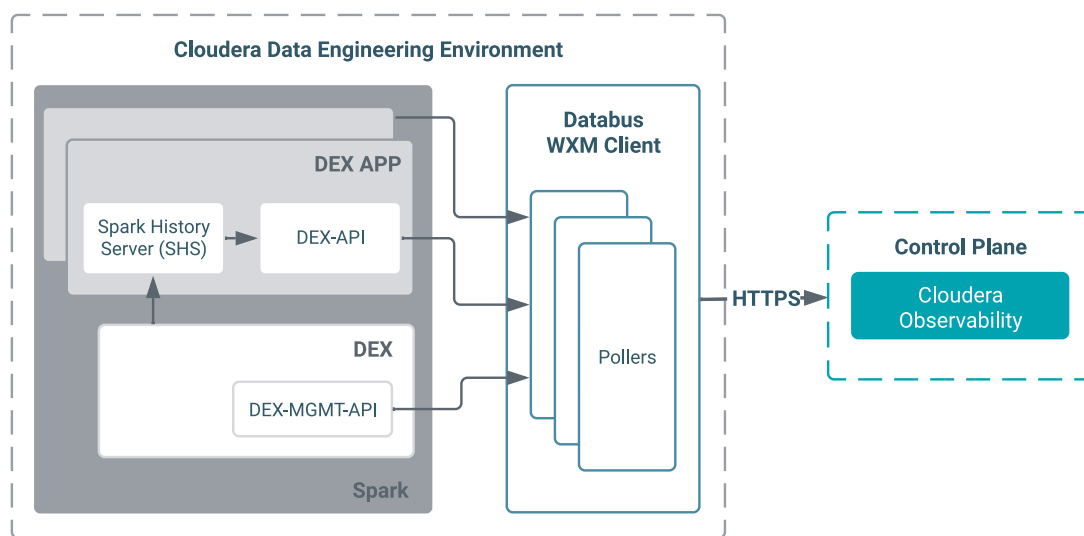 Cloudera Data Engineering Environment
DEX APP
Spark History
Server (SHS)
DEX-API
DEX
DEX-MGMT-API
Spark
Databus
WXM Client
Pollers
HTTPS
Control Plane
Cloudera
Observability